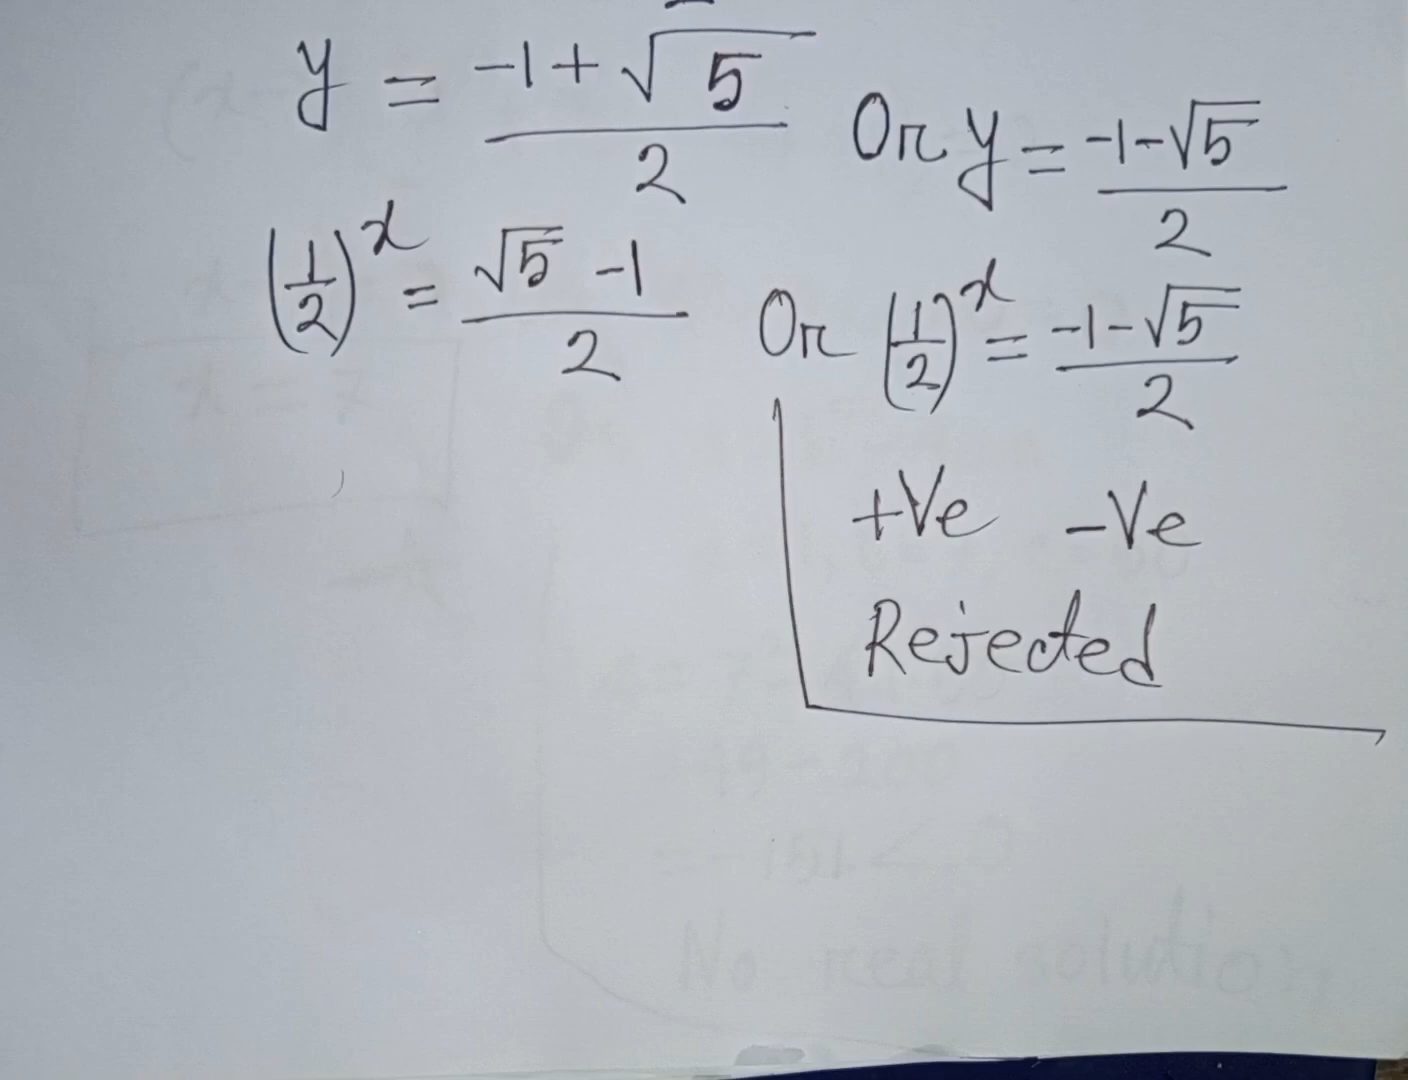 y = (-1+√5)/2 Or y = (-1-√5)/2
(1/2)^x = (√5 -1)/2 Or (1/2)^x = (-1-√5)/2
+Ve -Ve
Rejected